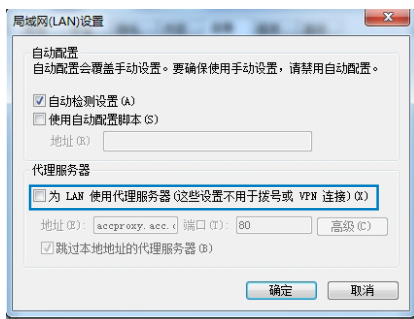 局域网(LAN)设置
自动配置
自动配置会覆盖手动设置。要确保使用手动设置，请禁用自动配置。
自动检测设置(A)
使用自动配置脚本(S)
地址(R)
代理服务器
为 LAN 使用代理服务器(这些设置不用于拨号或 VPN 连接)(X)
地址(E): accproxy.acc. 端口(T): 80 高级(C)
跳过本地地址的代理服务器(B)
确定 取消